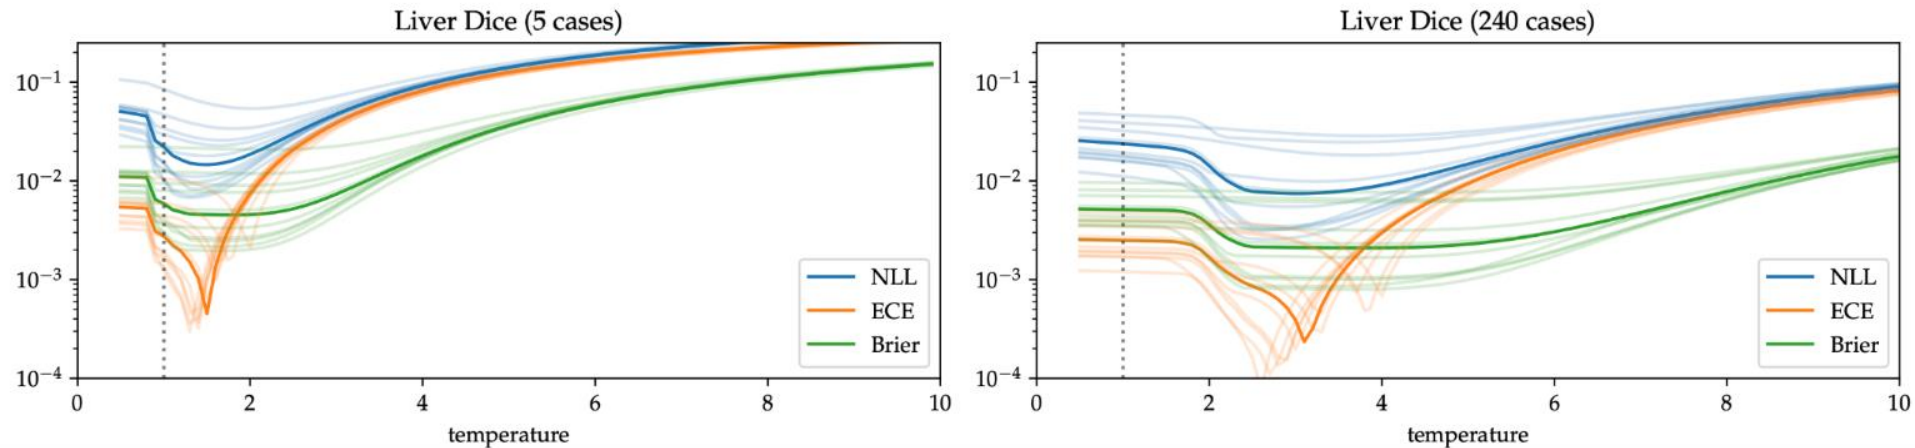 Liver Dice (5 cases)
10⁻¹
10⁻²
10⁻³
10⁻⁴
0 2 4 6 8 10
temperature
NLL
ECE
Brier
Liver Dice (240 cases)
10⁻¹
10⁻²
10⁻³
10⁻⁴
0 2 4 6 8 10
temperature
NLL
ECE
Brier